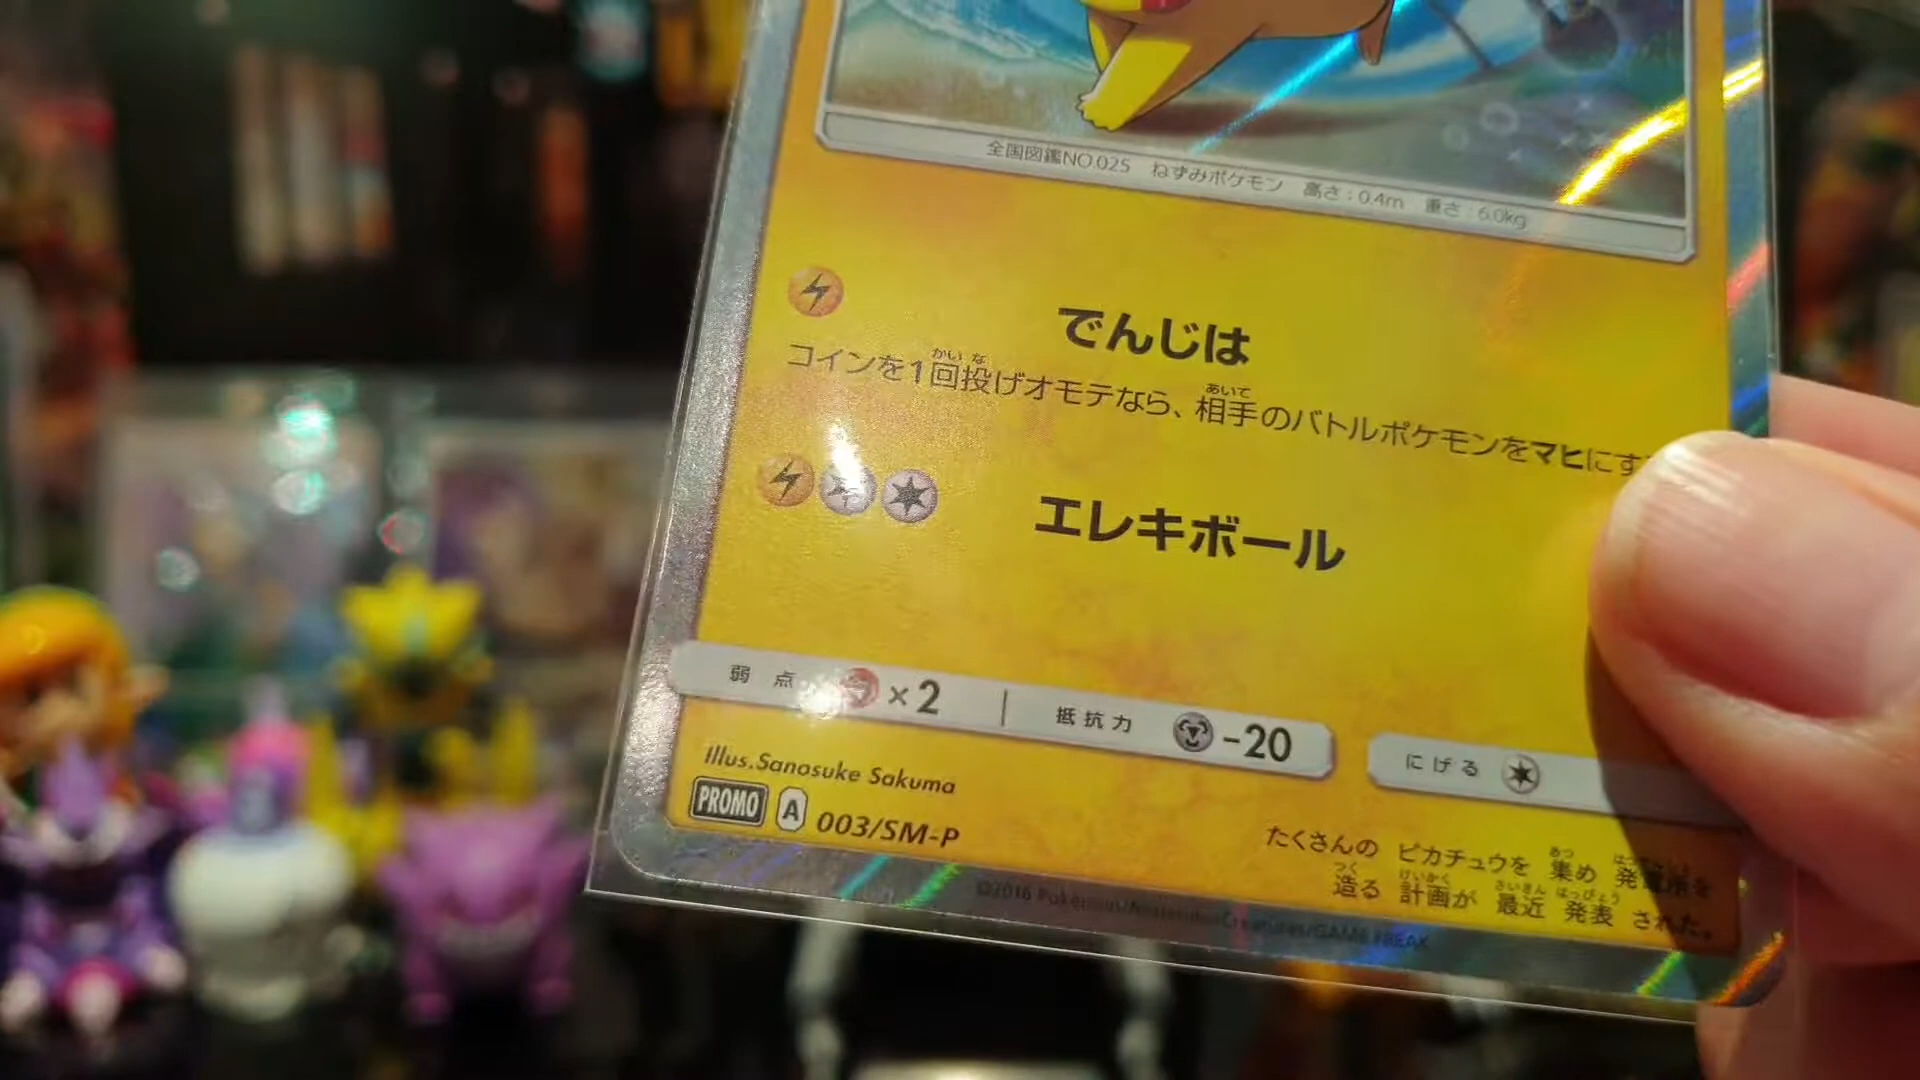 全国図鑑NO.025 ねずみポケモン 高さ：0.4m 重さ：6.0kg
でんじは
コインを1回投げオモテなら、相手のバトルポケモンをマヒにす
エレキボール
弱点 ×2 抵抗力 -20 にげる
Illus.Sanosuke Sakuma
PROMO A 003/SM-P
たくさんの ピカチュウを 集め 発電所を
造る 計画が 最近 発表 された。
©2016 Pokémon/Nintendo/Creatures/GAME FREAK